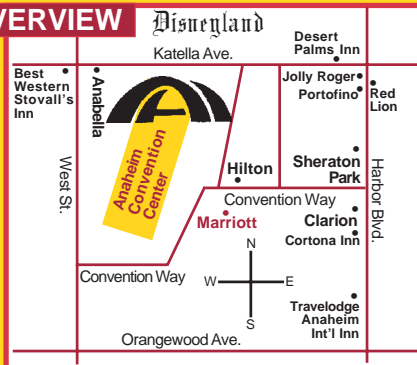 VERVIEW
Disneyland
Katella Ave.
Desert
Palms Inn
Best
Western
Stovall's
Inn
Anabella
Jolly Roger
Portofino
Red
Lion
Anaheim
Convention
Center
West St.
Hilton
Sheraton
Park
Harbor Blvd.
Convention Way
Marriott
Clarion
Cortona Inn
N
W
E
S
Convention Way
Travelodge
Anaheim
Int'l Inn
Orangewood Ave.